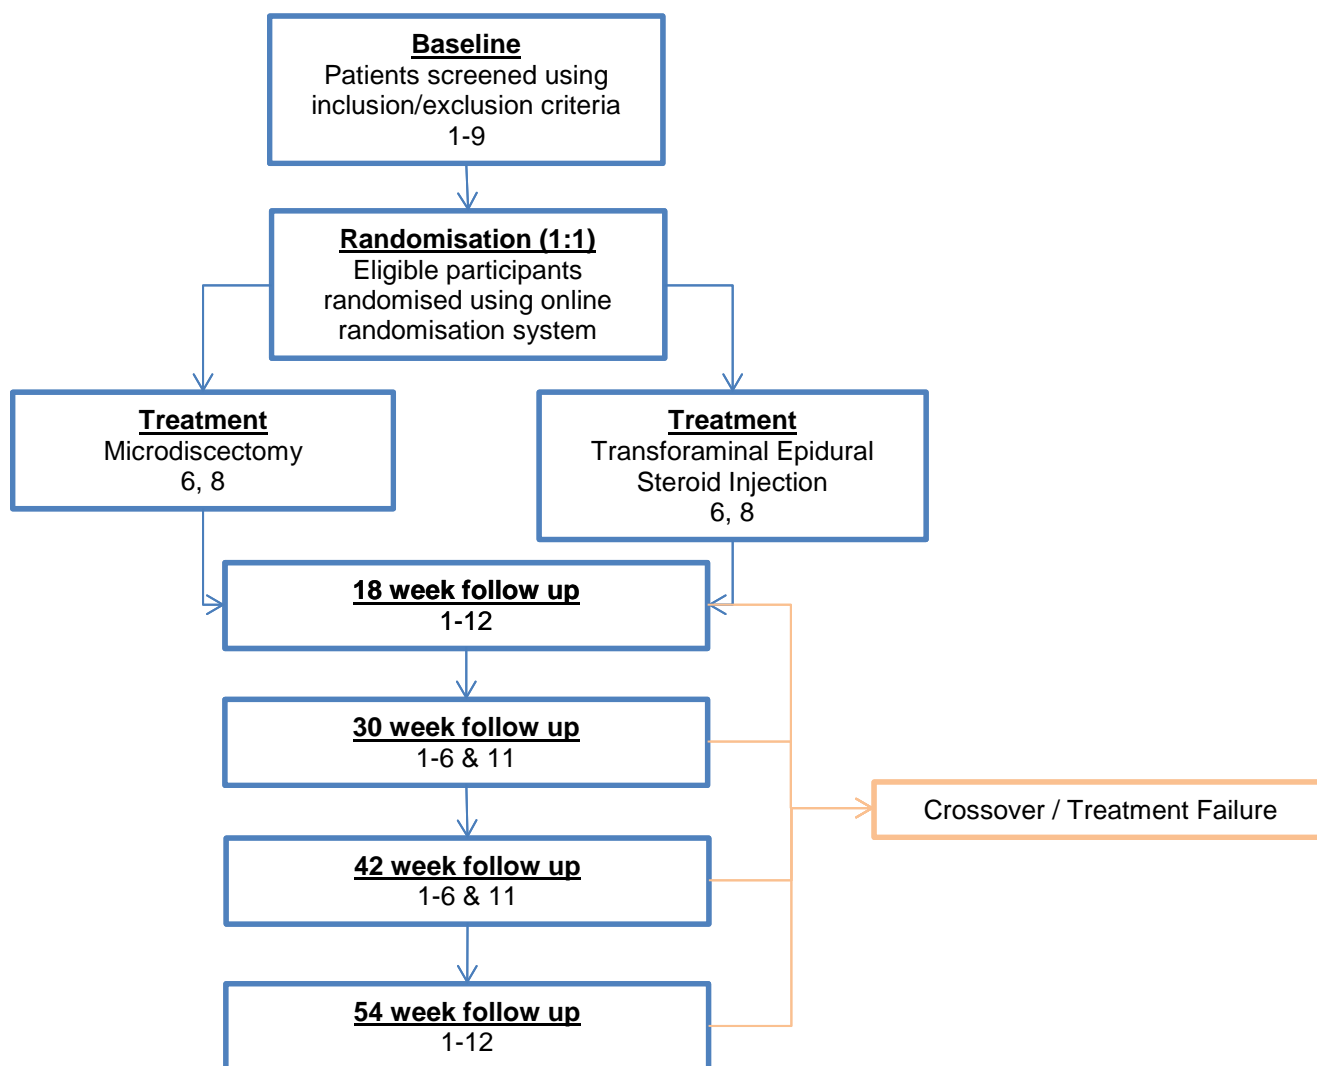 Baseline
Patients screened using
inclusion/exclusion criteria
1-9
Randomisation (1:1)
Eligible participants
randomised using online
randomisation system
Treatment
Microdiscectomy
6, 8
Treatment
Transforaminal Epidural
Steroid Injection
6, 8
18 week follow up
1-12
30 week follow up
1-6 & 11
Crossover / Treatment Failure
42 week follow up
1-6 & 11
54 week follow up
1-12